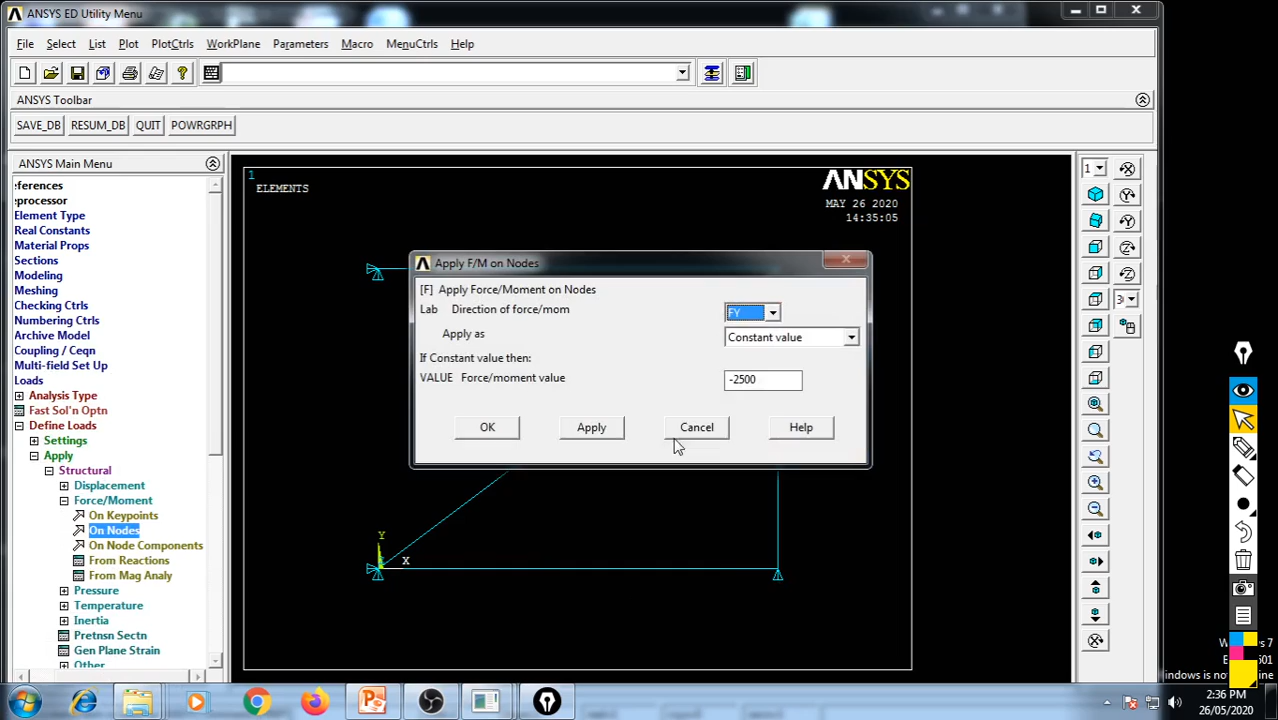 ANSYS ED Utility Menu
File Select List Plot PlotCtrls WorkPlane Parameters Macro MenuCtrls Help
ANSYS Toolbar
SAVE_DB RESUM_DB QUIT POWRGRPH
ANSYS Main Menu
eferences
eprocessor
Element Type
Real Constants
Material Props
Sections
Modeling
Meshing
Checking Ctrls
Numbering Ctrls
Archive Model
Coupling / Ceqn
Multi-field Set Up
Loads
Analysis Type
Fast Sol'n Optn
Define Loads
Settings
Apply
Structural
Displacement
Force/Moment
On Keypoints
On Nodes
On Node Components
From Reactions
From Mag Analy
Pressure
Temperature
Inertia
Pretnsn Sectn
Gen Plane Strain
Other
1
ELEMENTS
ANSYS
MAY 26 2020
14:35:05
Apply F/M on Nodes
[F] Apply Force/Moment on Nodes
Lab Direction of force/mom FY
Apply as Constant value
If Constant value then:
VALUE Force/moment value -2500
OK Apply Cancel Help
Y
X
1
2:36 PM
26/05/2020